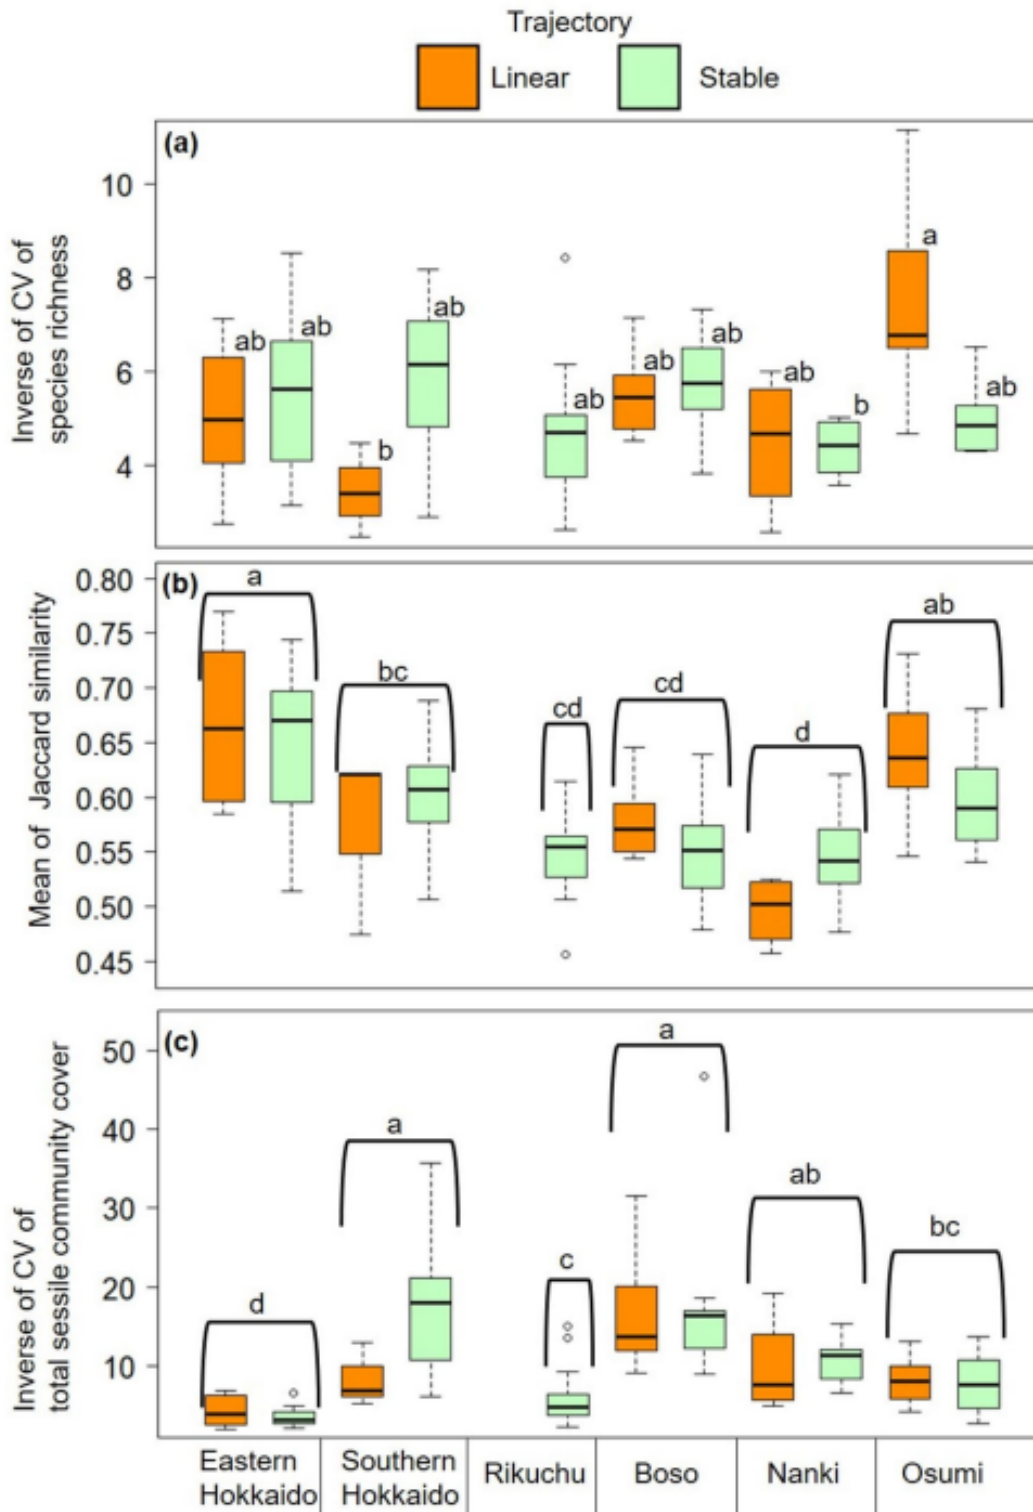 Trajectory
Linear Stable
(a)
Inverse of CV of
species richness
10
8
6
4
ab ab b ab ab ab ab ab b a ab
(b)
Mean of Jaccard similarity
0.80
0.75
0.70
0.65
0.60
0.55
0.50
0.45
a bc cd cd d ab
(c)
Inverse of CV of
total sessile community cover
50
40
30
20
10
d a c a ab bc
Eastern
Hokkaido
Southern
Hokkaido
Rikuchu
Boso
Nanki
Osumi